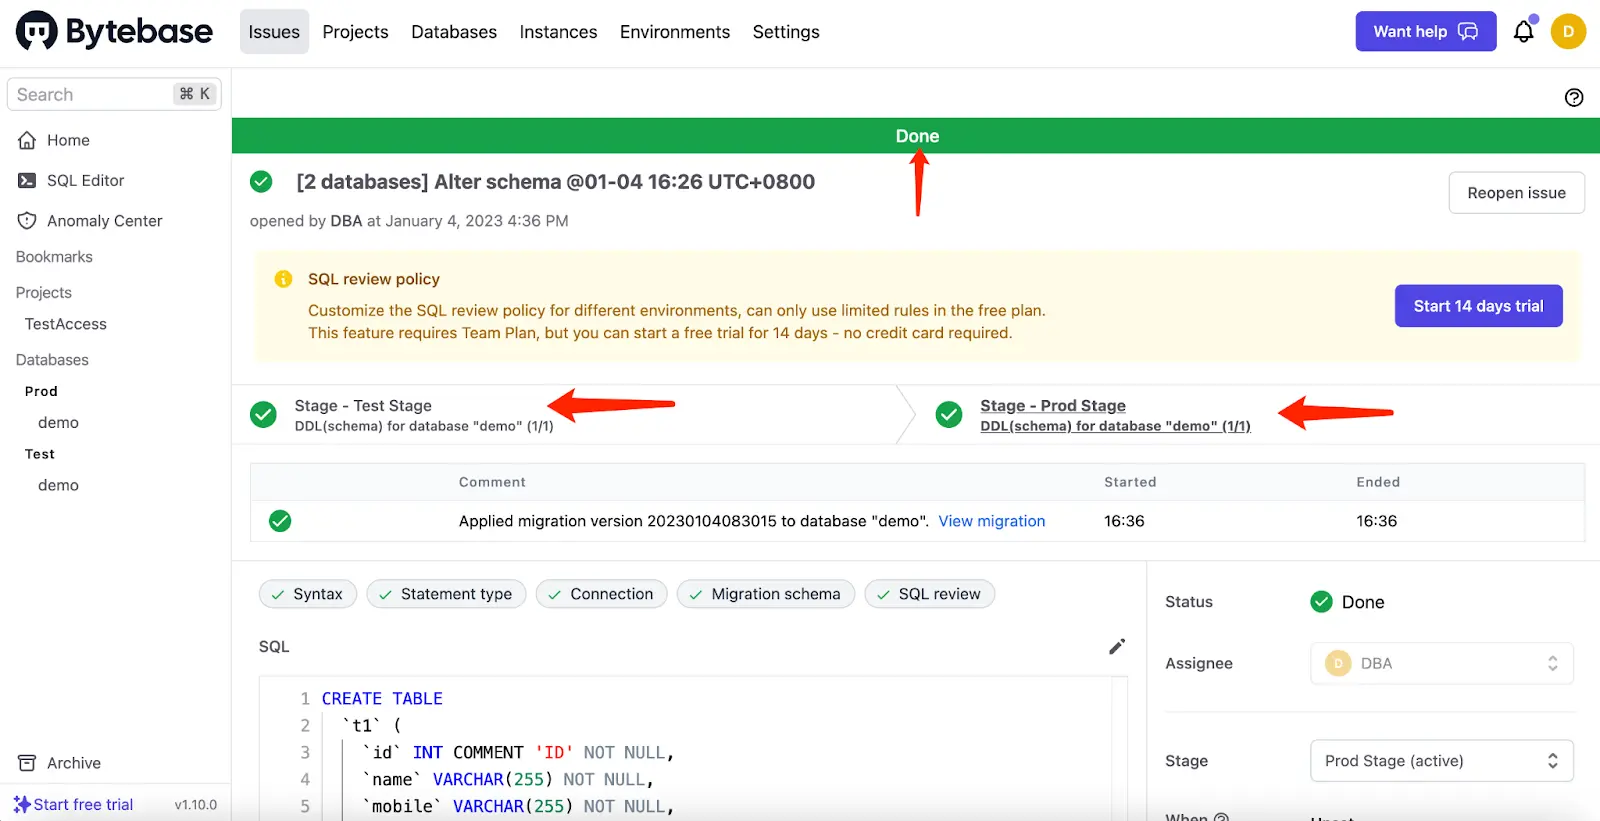 Bytebase
Issues Projects Databases Instances Environments Settings
Want help
D
Search ⌘ K
Home
SQL Editor
Anomaly Center
Bookmarks
Projects
TestAccess
Databases
Prod
demo
Test
demo
Archive
Start free trial v1.10.0
Done
[2 databases] Alter schema @01-04 16:26 UTC+0800
Reopen issue
opened by DBA at January 4, 2023 4:36 PM
SQL review policy
Customize the SQL review policy for different environments, can only use limited rules in the free plan.
This feature requires Team Plan, but you can start a free trial for 14 days - no credit card required.
Start 14 days trial
Stage - Test Stage
DDL(schema) for database "demo" (1/1)
Stage - Prod Stage
DDL(schema) for database "demo" (1/1)
Comment Started Ended
Applied migration version 20230104083015 to database "demo". View migration 16:36 16:36
Syntax Statement type Connection Migration schema SQL review
SQL
1 CREATE TABLE
2 `t1` (
3 `id` INT COMMENT 'ID' NOT NULL,
4 `name` VARCHAR(255) NOT NULL,
5 `mobile` VARCHAR(255) NOT NULL,
Status Done
Assignee D DBA
Stage Prod Stage (active)
When